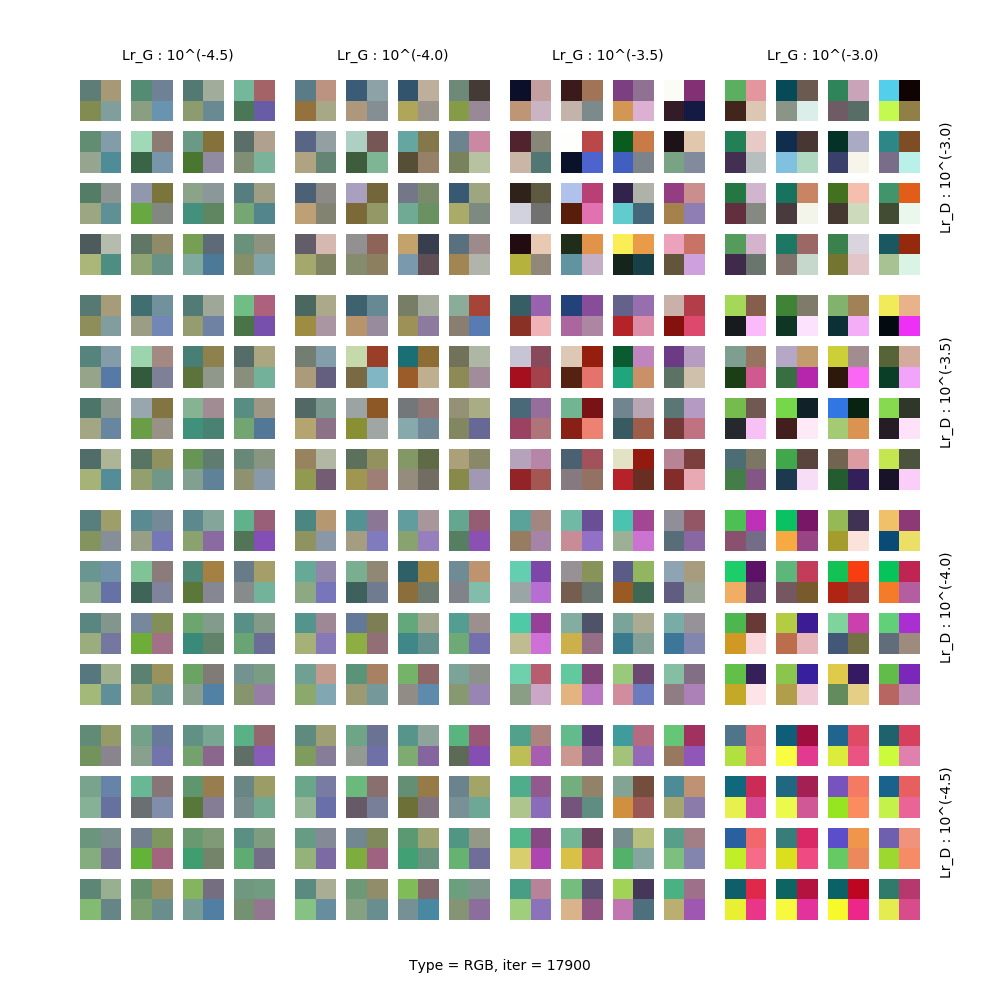 Lr_G : 10^(-4.5)
Lr_G : 10^(-4.0)
Lr_G : 10^(-3.5)
Lr_G : 10^(-3.0)
Lr_D : 10^(-3.0)
Lr_D : 10^(-3.5)
Lr_D : 10^(-4.0)
Lr_D : 10^(-4.5)
Type = RGB, iter = 17900